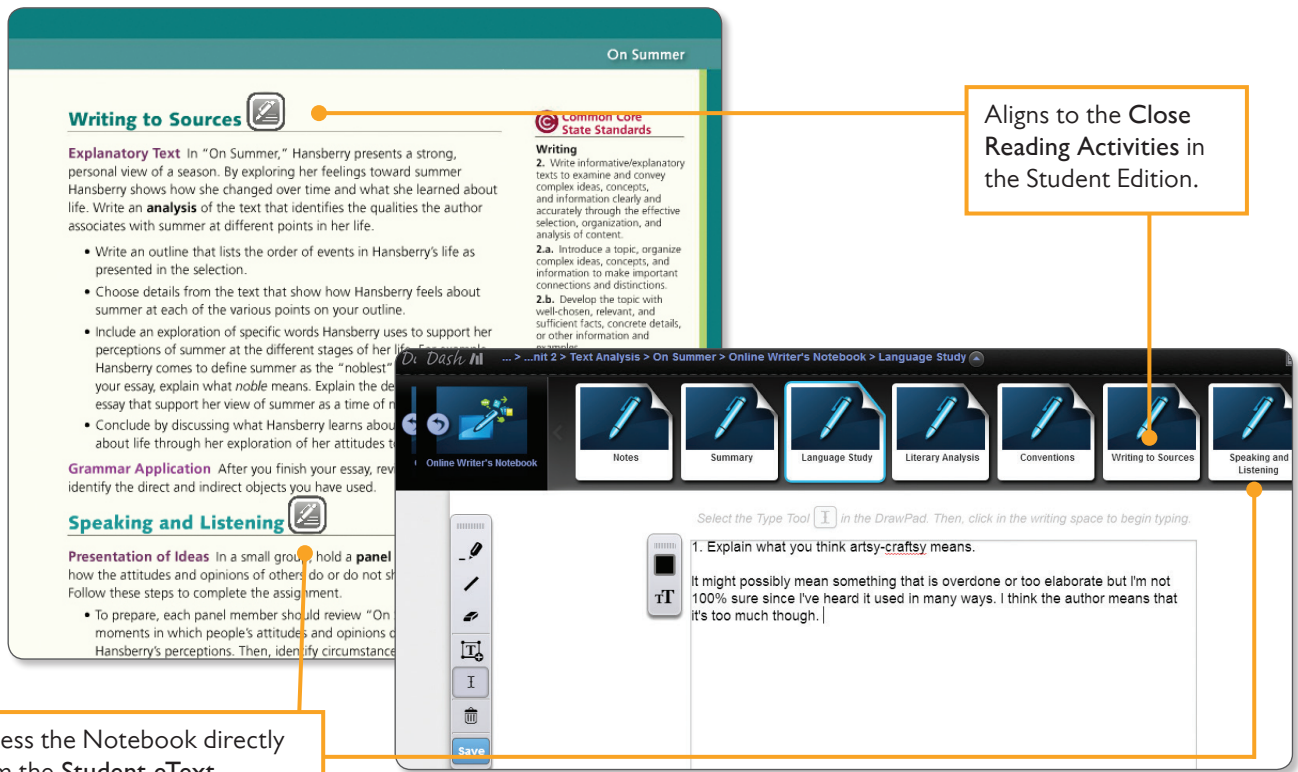 On Summer
Writing to Sources
Explanatory Text In “On Summer,” Hansberry presents a strong,
personal view of a season. By exploring her feelings toward summer
Hansberry shows how she changed over time and what she learned about
life. Write an analysis of the text that identifies the qualities the author
associates with summer at different points in her life.
• Write an outline that lists the order of events in Hansberry’s life as
presented in the selection.
• Choose details from the text that show how Hansberry feels about
summer at each of the various points on your outline.
• Include an exploration of specific words Hansberry uses to support her
perceptions of summer at the different stages of her life. For example
Hansberry comes to define summer as the “noblest”
your essay, explain what noble means. Explain the
essay that support her view of summer as a time of
• Conclude by discussing what Hansberry learns
about life through her exploration of her attitudes
Grammar Application After you finish your essay,
identify the direct and indirect objects you have used.
Speaking and Listening
Presentation of Ideas In a small group, hold a panel
how the attitudes and opinions of others do or do not
Follow these steps to complete the assignment.
• To prepare, each panel member should review “On
moments in which people’s attitudes and opinions
Hansberry’s perceptions. Then, identify circumstance
Common Core
State Standards
Writing
2. Write informative/explanatory
texts to examine and convey
complex ideas, concepts,
and information clearly and
accurately through the effective
selection, organization, and
analysis of content.
2.a. Introduce a topic, organize
complex ideas, concepts, and
information to make important
connections and distinctions.
2.b. Develop the topic with
well-chosen, relevant, and
sufficient facts, concrete details,
or other information and
examples
Aligns to the Close
Reading Activities in
the Student Edition.
Dash ... > ...nit 2 > Text Analysis > On Summer > Online Writer's Notebook > Language Study
Online Writer's Notebook
Notes
Summary
Language Study
Literary Analysis
Conventions
Writing to Sources
Speaking and
Listening
Select the Type Tool in the DrawPad. Then, click in the writing space to begin typing.
1. Explain what you think artsy-craftsy means.
It might possibly mean something that is overdone or too elaborate but I'm not
100% sure since I've heard it used in many ways. I think the author means that
it's too much though.
TT
T
I
Save
ess the Notebook directly
the Student eText